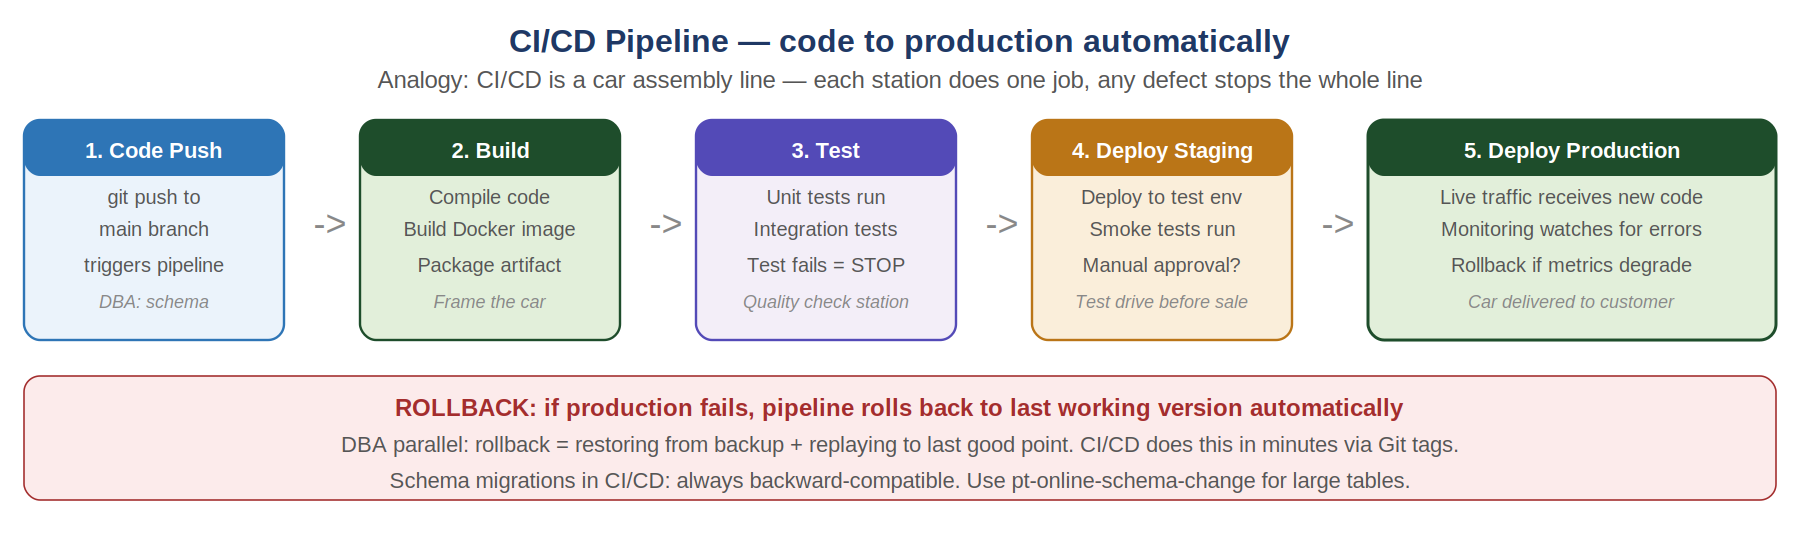 CI/CD Pipeline — code to production automatically
Analogy: CI/CD is a car assembly line — each station does one job, any defect stops the whole line
1. Code Push
git push to
main branch
triggers pipeline
DBA: schema
->
2. Build
Compile code
Build Docker image
Package artifact
Frame the car
->
3. Test
Unit tests run
Integration tests
Test fails = STOP
Quality check station
->
4. Deploy Staging
Deploy to test env
Smoke tests run
Manual approval?
Test drive before sale
->
5. Deploy Production
Live traffic receives new code
Monitoring watches for errors
Rollback if metrics degrade
Car delivered to customer
ROLLBACK: if production fails, pipeline rolls back to last working version automatically
DBA parallel: rollback = restoring from backup + replaying to last good point. CI/CD does this in minutes via Git tags.
Schema migrations in CI/CD: always backward-compatible. Use pt-online-schema-change for large tables.